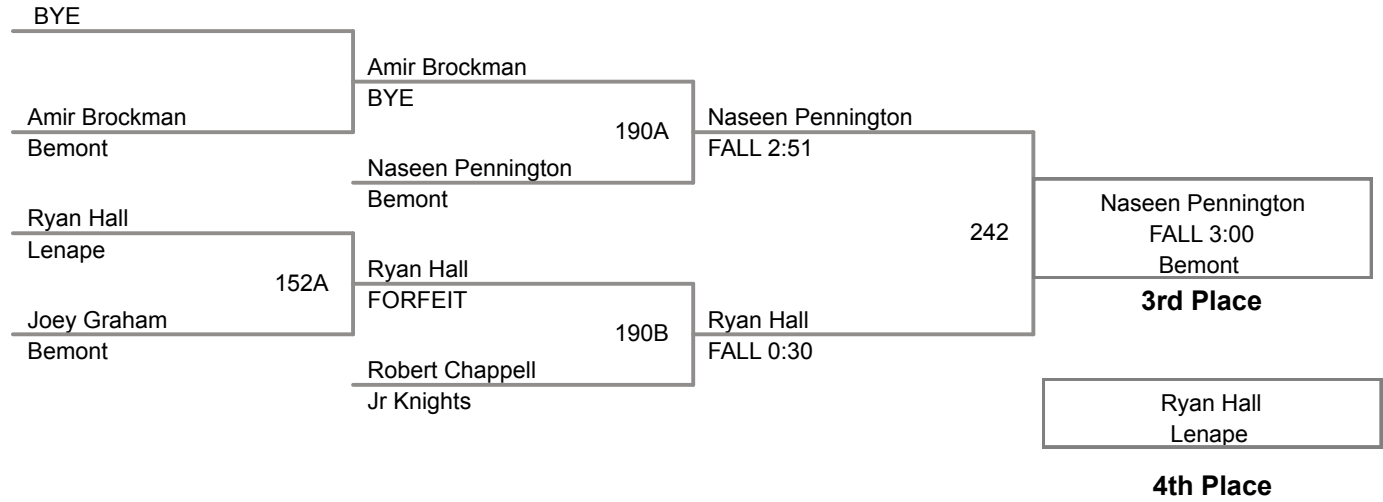 BYE
Amir Brockman
BYE
Amir Brockman
Bemont
190A
Naseen Pennington
FALL 2:51
Naseen Pennington
Bemont
Ryan Hall
Lenape
152A
Ryan Hall
FORFEIT
Joey Graham
Bemont
190B
Ryan Hall
FALL 0:30
Robert Chappell
Jr Knights
242
Naseen Pennington
FALL 3:00
Bemont
3rd Place
Ryan Hall
Lenape
4th Place